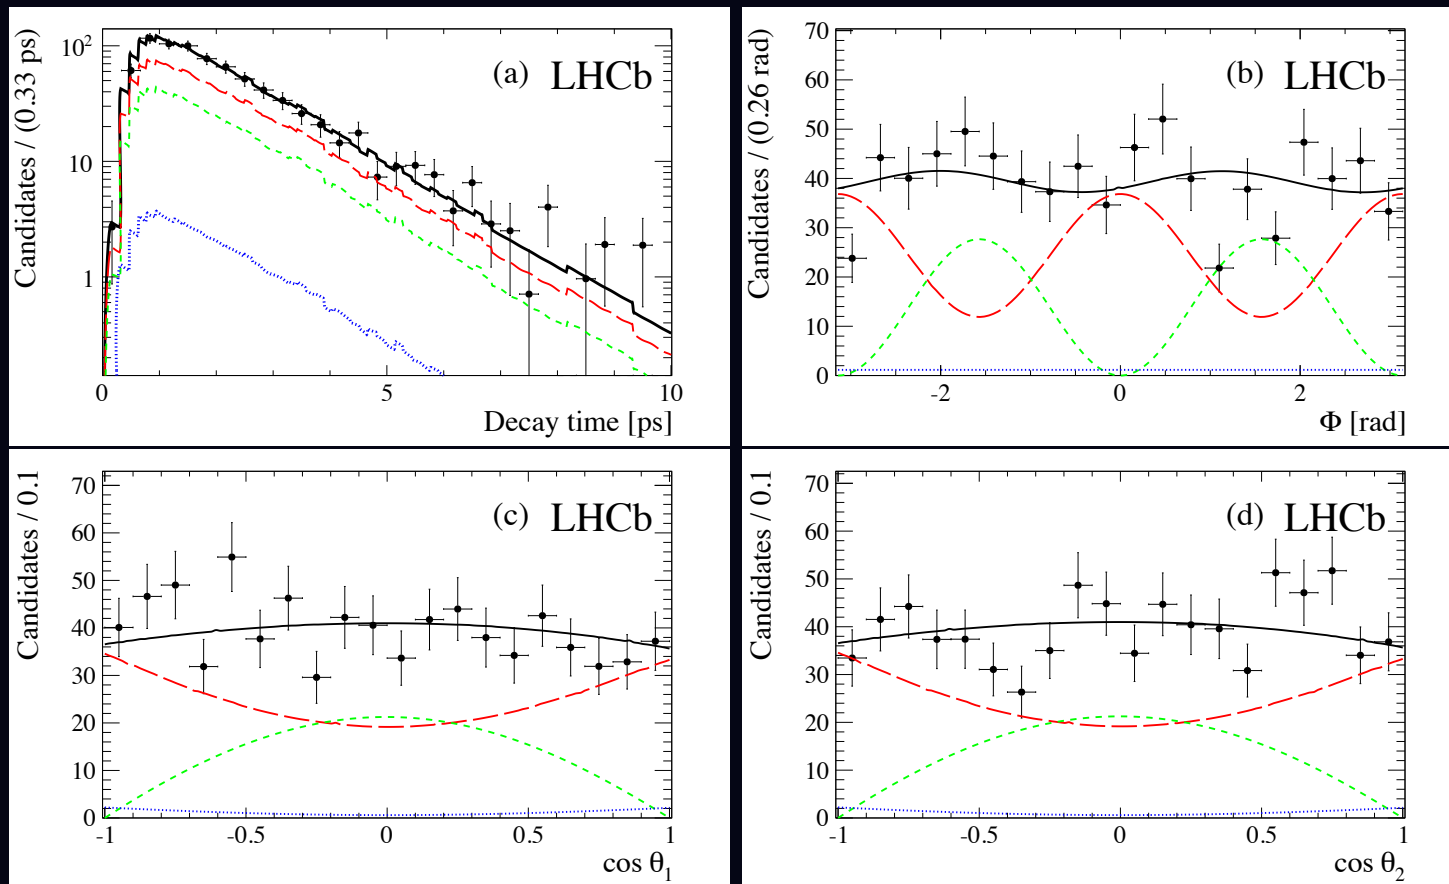 Candidates / (0.33 ps)
(a) LHCb
10²
10
1
0 5 10
Decay time [ps]
Candidates / (0.26 rad)
(b) LHCb
70
60
50
40
30
20
10
0
-2 0 2
Φ [rad]
Candidates / 0.1
(c) LHCb
70
60
50
40
30
20
10
0
-1 -0.5 0 0.5 1
cos θ₁
Candidates / 0.1
(d) LHCb
70
60
50
40
30
20
10
0
-1 -0.5 0 0.5 1
cos θ₂